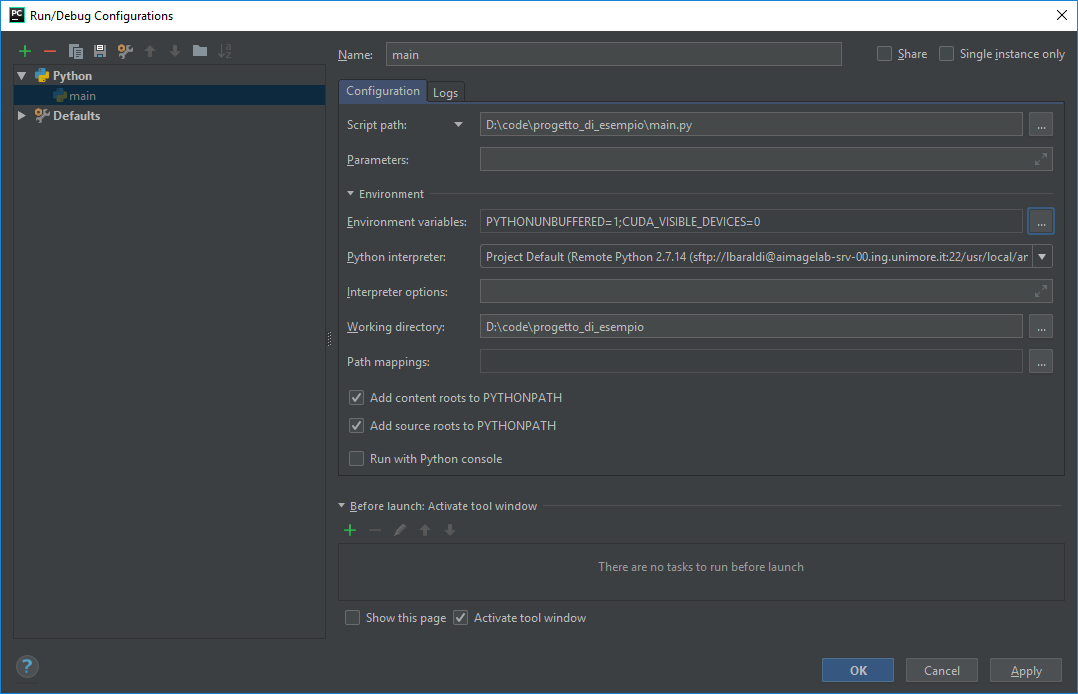 PC Run/Debug Configurations
Name: main Share Single instance only
Python
main
Defaults
Configuration Logs
Script path: D:\code\progetto_di_esempio\main.py ...
Parameters:
Environment
Environment variables: PYTHONUNBUFFERED=1;CUDA_VISIBLE_DEVICES=0 ...
Python interpreter: Project Default (Remote Python 2.7.14 (sftp://lbaraldi@aimagelab-srv-00.ing.unimore.it:22/usr/local/ar
Interpreter options:
Working directory: D:\code\progetto_di_esempio ...
Path mappings: ...
Add content roots to PYTHONPATH
Add source roots to PYTHONPATH
Run with Python console
Before launch: Activate tool window
There are no tasks to run before launch
Show this page Activate tool window
? OK Cancel Apply